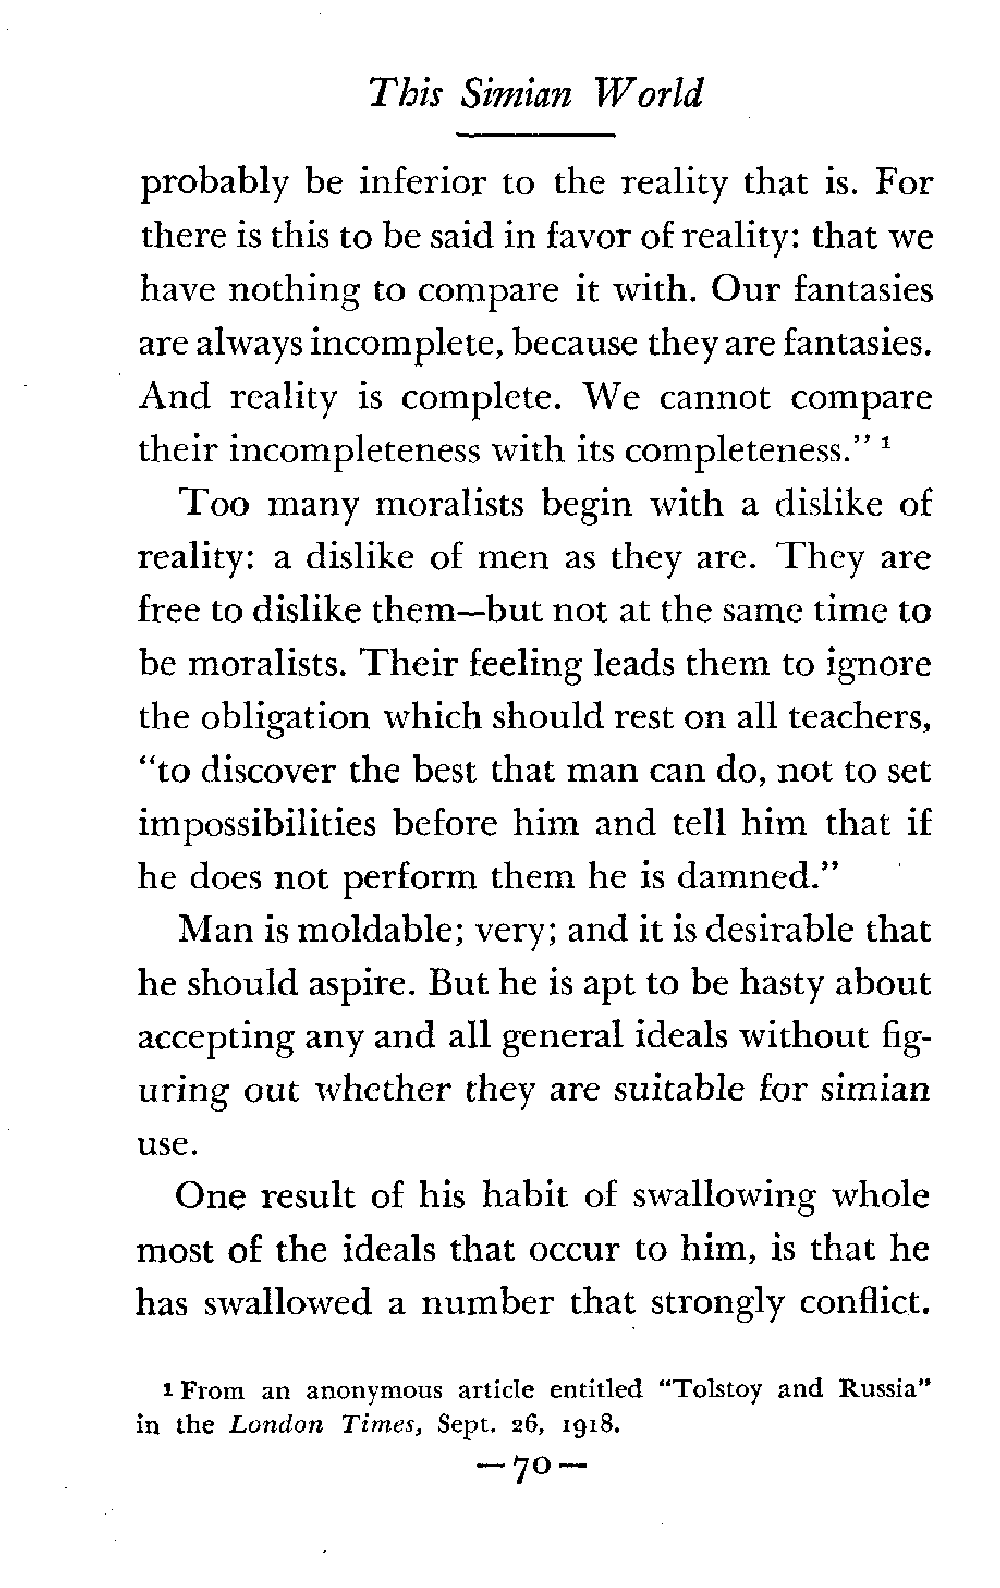 This Simian World
probably be inferior to the reality that is. For
there is this to be said in favor of reality: that we
have nothing to compare it with. Our fantasies
are always incomplete, because they are fantasies.
And reality is complete. We cannot compare
their incompleteness with its completeness." ¹
Too many moralists begin with a dislike of
reality: a dislike of men as they are. They are
free to dislike them—but not at the same time to
be moralists. Their feeling leads them to ignore
the obligation which should rest on all teachers,
"to discover the best that man can do, not to set
impossibilities before him and tell him that if
he does not perform them he is damned."
Man is moldable; very; and it is desirable that
he should aspire. But he is apt to be hasty about
accepting any and all general ideals without fig-
uring out whether they are suitable for simian
use.
One result of his habit of swallowing whole
most of the ideals that occur to him, is that he
has swallowed a number that strongly conflict.
¹ From an anonymous article entitled "Tolstoy and Russia"
in the London Times, Sept. 26, 1918.
—70—